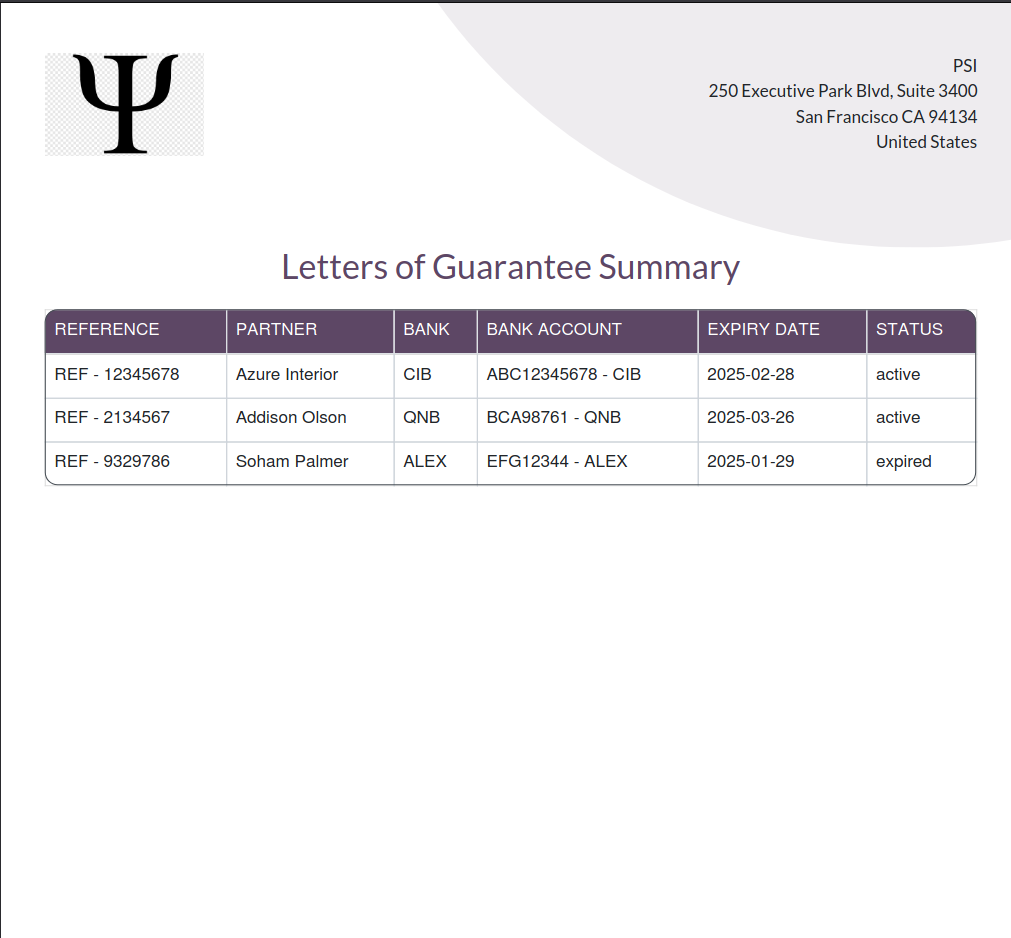 Ψ
PSI
250 Executive Park Blvd, Suite 3400
San Francisco CA 94134
United States
Letters of Guarantee Summary
REFERENCE PARTNER BANK BANK ACCOUNT EXPIRY DATE STATUS
REF - 12345678 Azure Interior CIB ABC12345678 - CIB 2025-02-28 active
REF - 2134567 Addison Olson QNB BCA98761 - QNB 2025-03-26 active
REF - 9329786 Soham Palmer ALEX EFG12344 - ALEX 2025-01-29 expired